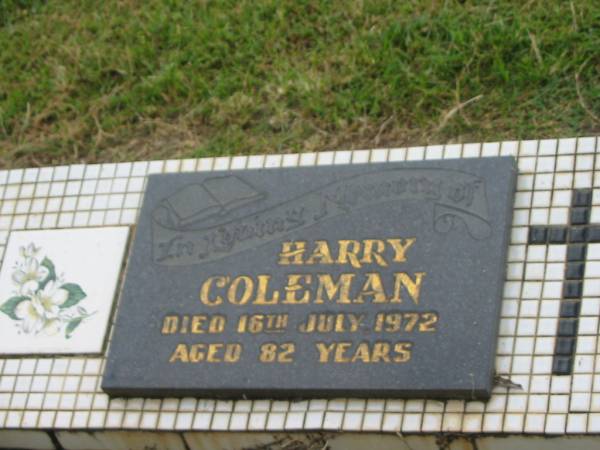 In Loving Memory of
HARRY
COLEMAN
DIED 16TH JULY 1972
AGED 82 YEARS